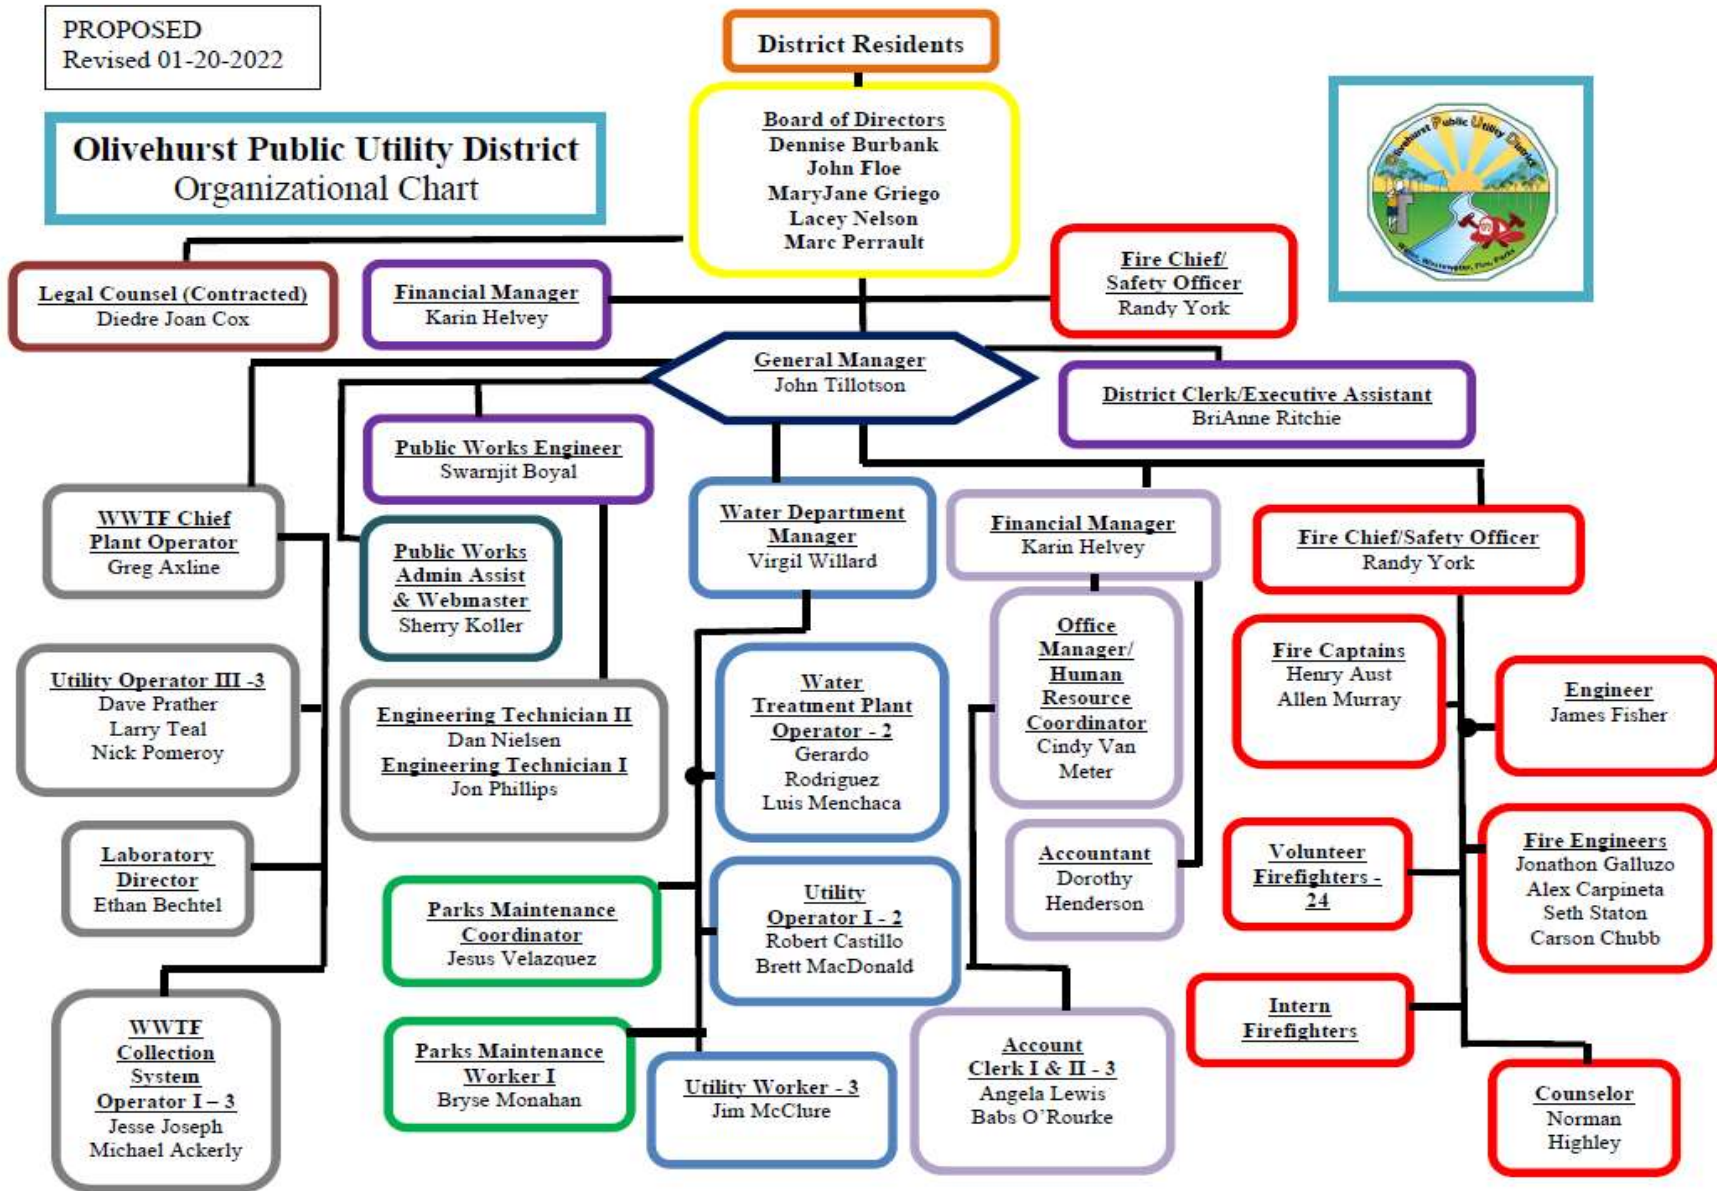 PROPOSED
Revised 01-20-2022
Olivehurst Public Utility District
Organizational Chart
District Residents
Board of Directors
Dennise Burbank
John Floe
MaryJane Griego
Lacey Nelson
Marc Perrault
Olivehurst Public Utility District
Water, Wastewater, Fire, Parks
Legal Counsel (Contracted)
Diedre Joan Cox
Financial Manager
Karin Helvey
Fire Chief/
Safety Officer
Randy York
General Manager
John Tillotson
District Clerk/Executive Assistant
BriAnne Ritchie
Public Works Engineer
Swarnjit Boyal
WWTF Chief
Plant Operator
Greg Axline
Public Works
Admin Assist
& Webmaster
Sherry Koller
Water Department
Manager
Virgil Willard
Financial Manager
Karin Helvey
Fire Chief/Safety Officer
Randy York
Utility Operator III -3
Dave Prather
Larry Teal
Nick Pomeroy
Engineering Technician II
Dan Nielsen
Engineering Technician I
Jon Phillips
Water
Treatment Plant
Operator - 2
Gerardo
Rodriguez
Luis Menchaca
Office
Manager/
Human
Resource
Coordinator
Cindy Van
Meter
Fire Captains
Henry Aust
Allen Murray
Engineer
James Fisher
Laboratory
Director
Ethan Bechtel
Parks Maintenance
Coordinator
Jesus Velazquez
Utility
Operator I - 2
Robert Castillo
Brett MacDonald
Accountant
Dorothy
Henderson
Volunteer
Firefighters -
24
Fire Engineers
Jonathon Galluzo
Alex Carpineta
Seth Staton
Carson Chubb
WWTF
Collection
System
Operator I – 3
Jesse Joseph
Michael Ackerly
Parks Maintenance
Worker I
Bryse Monahan
Utility Worker - 3
Jim McClure
Account
Clerk I & II - 3
Angela Lewis
Babs O’Rourke
Intern
Firefighters
Counselor
Norman
Highley